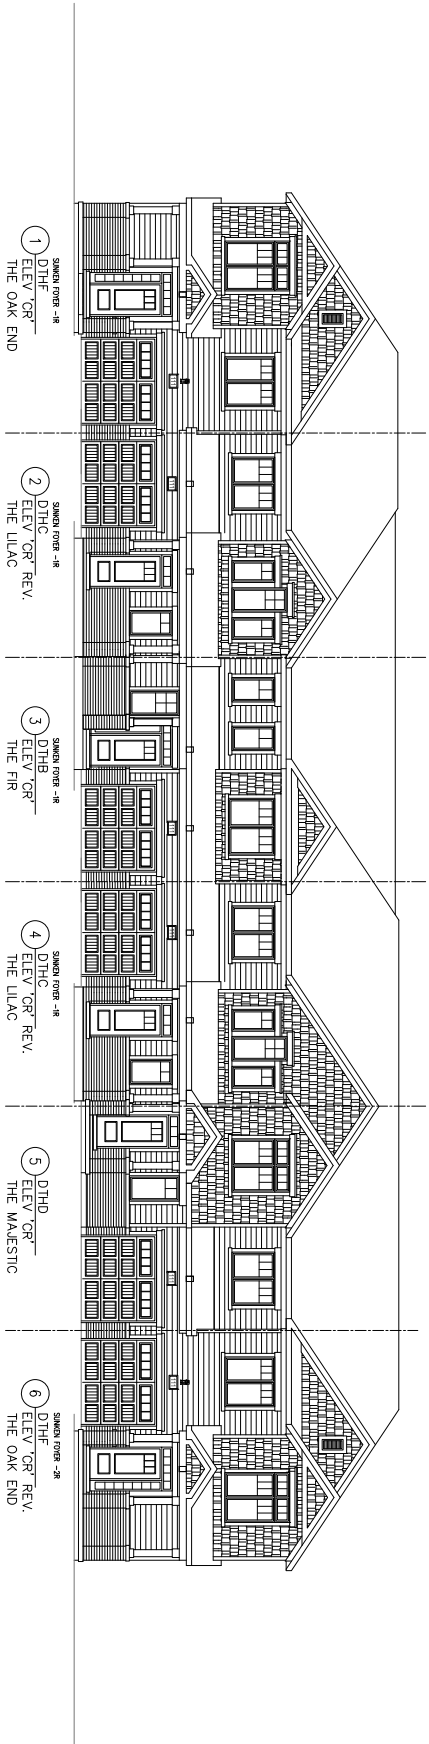 SUNKEN FOYER -1R
1
DTHF
ELEV 'CR'
THE OAK END
SUNKEN FOYER -1R
2
DTHC
ELEV 'CR' REV.
THE LILAC
SUNKEN FOYER -1R
3
DTHB
ELEV 'CR'
THE FIR
SUNKEN FOYER -1R
4
DTHC
ELEV 'CR' REV.
THE LILAC
5
DTHD
ELEV 'CR'
THE MAJESTIC
SUNKEN FOYER -2R
6
DTHF
ELEV 'CR' REV.
THE OAK END